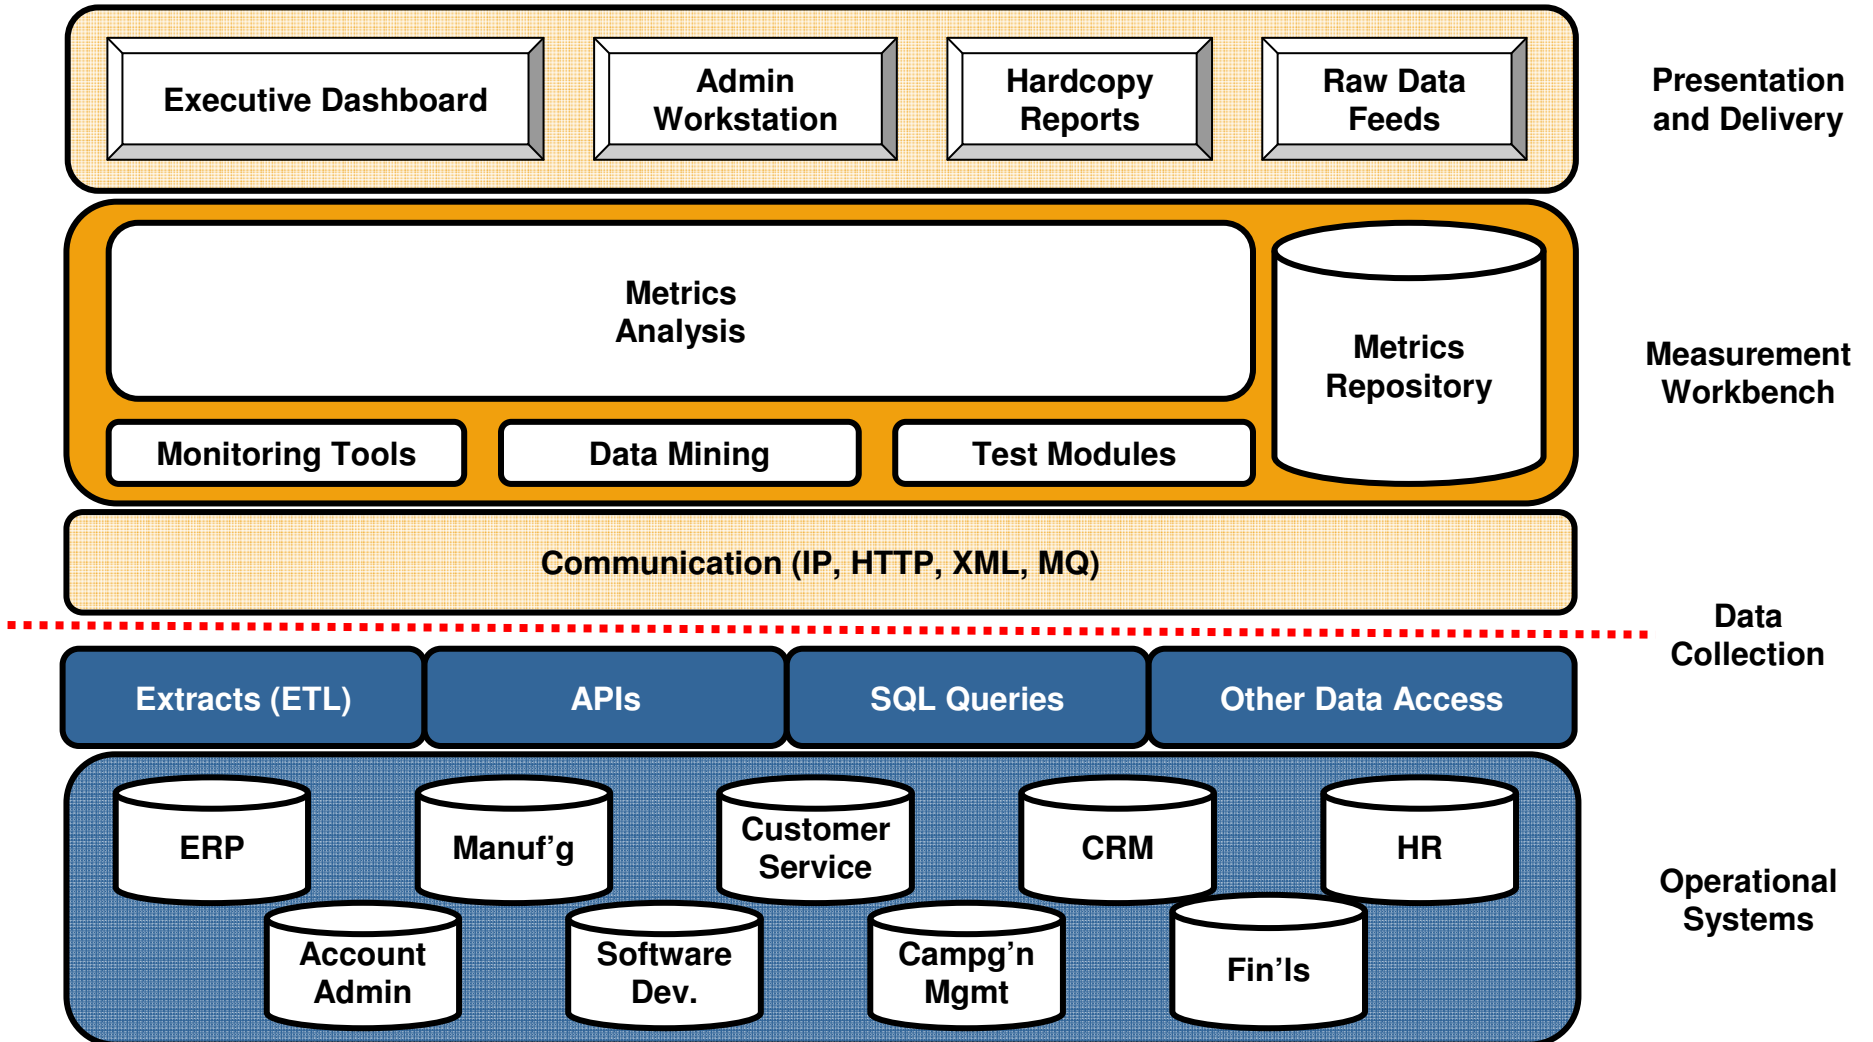 Executive Dashboard
Admin
Workstation
Hardcopy
Reports
Raw Data
Feeds
Presentation
and Delivery
Metrics
Analysis
Metrics
Repository
Measurement
Workbench
Monitoring Tools
Data Mining
Test Modules
Communication (IP, HTTP, XML, MQ)
Data
Collection
Extracts (ETL)
APIs
SQL Queries
Other Data Access
ERP
Manuf’g
Customer
Service
CRM
HR
Operational
Systems
Account
Admin
Software
Dev.
Campg’n
Mgmt
Fin’ls